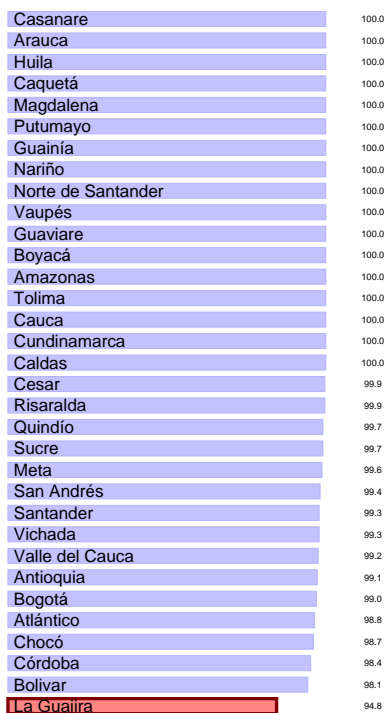 Casanare 100.0
Arauca 100.0
Huila 100.0
Caquetá 100.0
Magdalena 100.0
Putumayo 100.0
Guainía 100.0
Nariño 100.0
Norte de Santander 100.0
Vaupés 100.0
Guaviare 100.0
Boyacá 100.0
Amazonas 100.0
Tolima 100.0
Cauca 100.0
Cundinamarca 100.0
Caldas 100.0
Cesar 99.9
Risaralda 99.9
Quindío 99.7
Sucre 99.7
Meta 99.6
San Andrés 99.4
Santander 99.3
Vichada 99.3
Valle del Cauca 99.2
Antioquia 99.1
Bogotá 99.0
Atlántico 98.8
Chocó 98.7
Córdoba 98.4
Bolivar 98.1
La Guajira 94.8